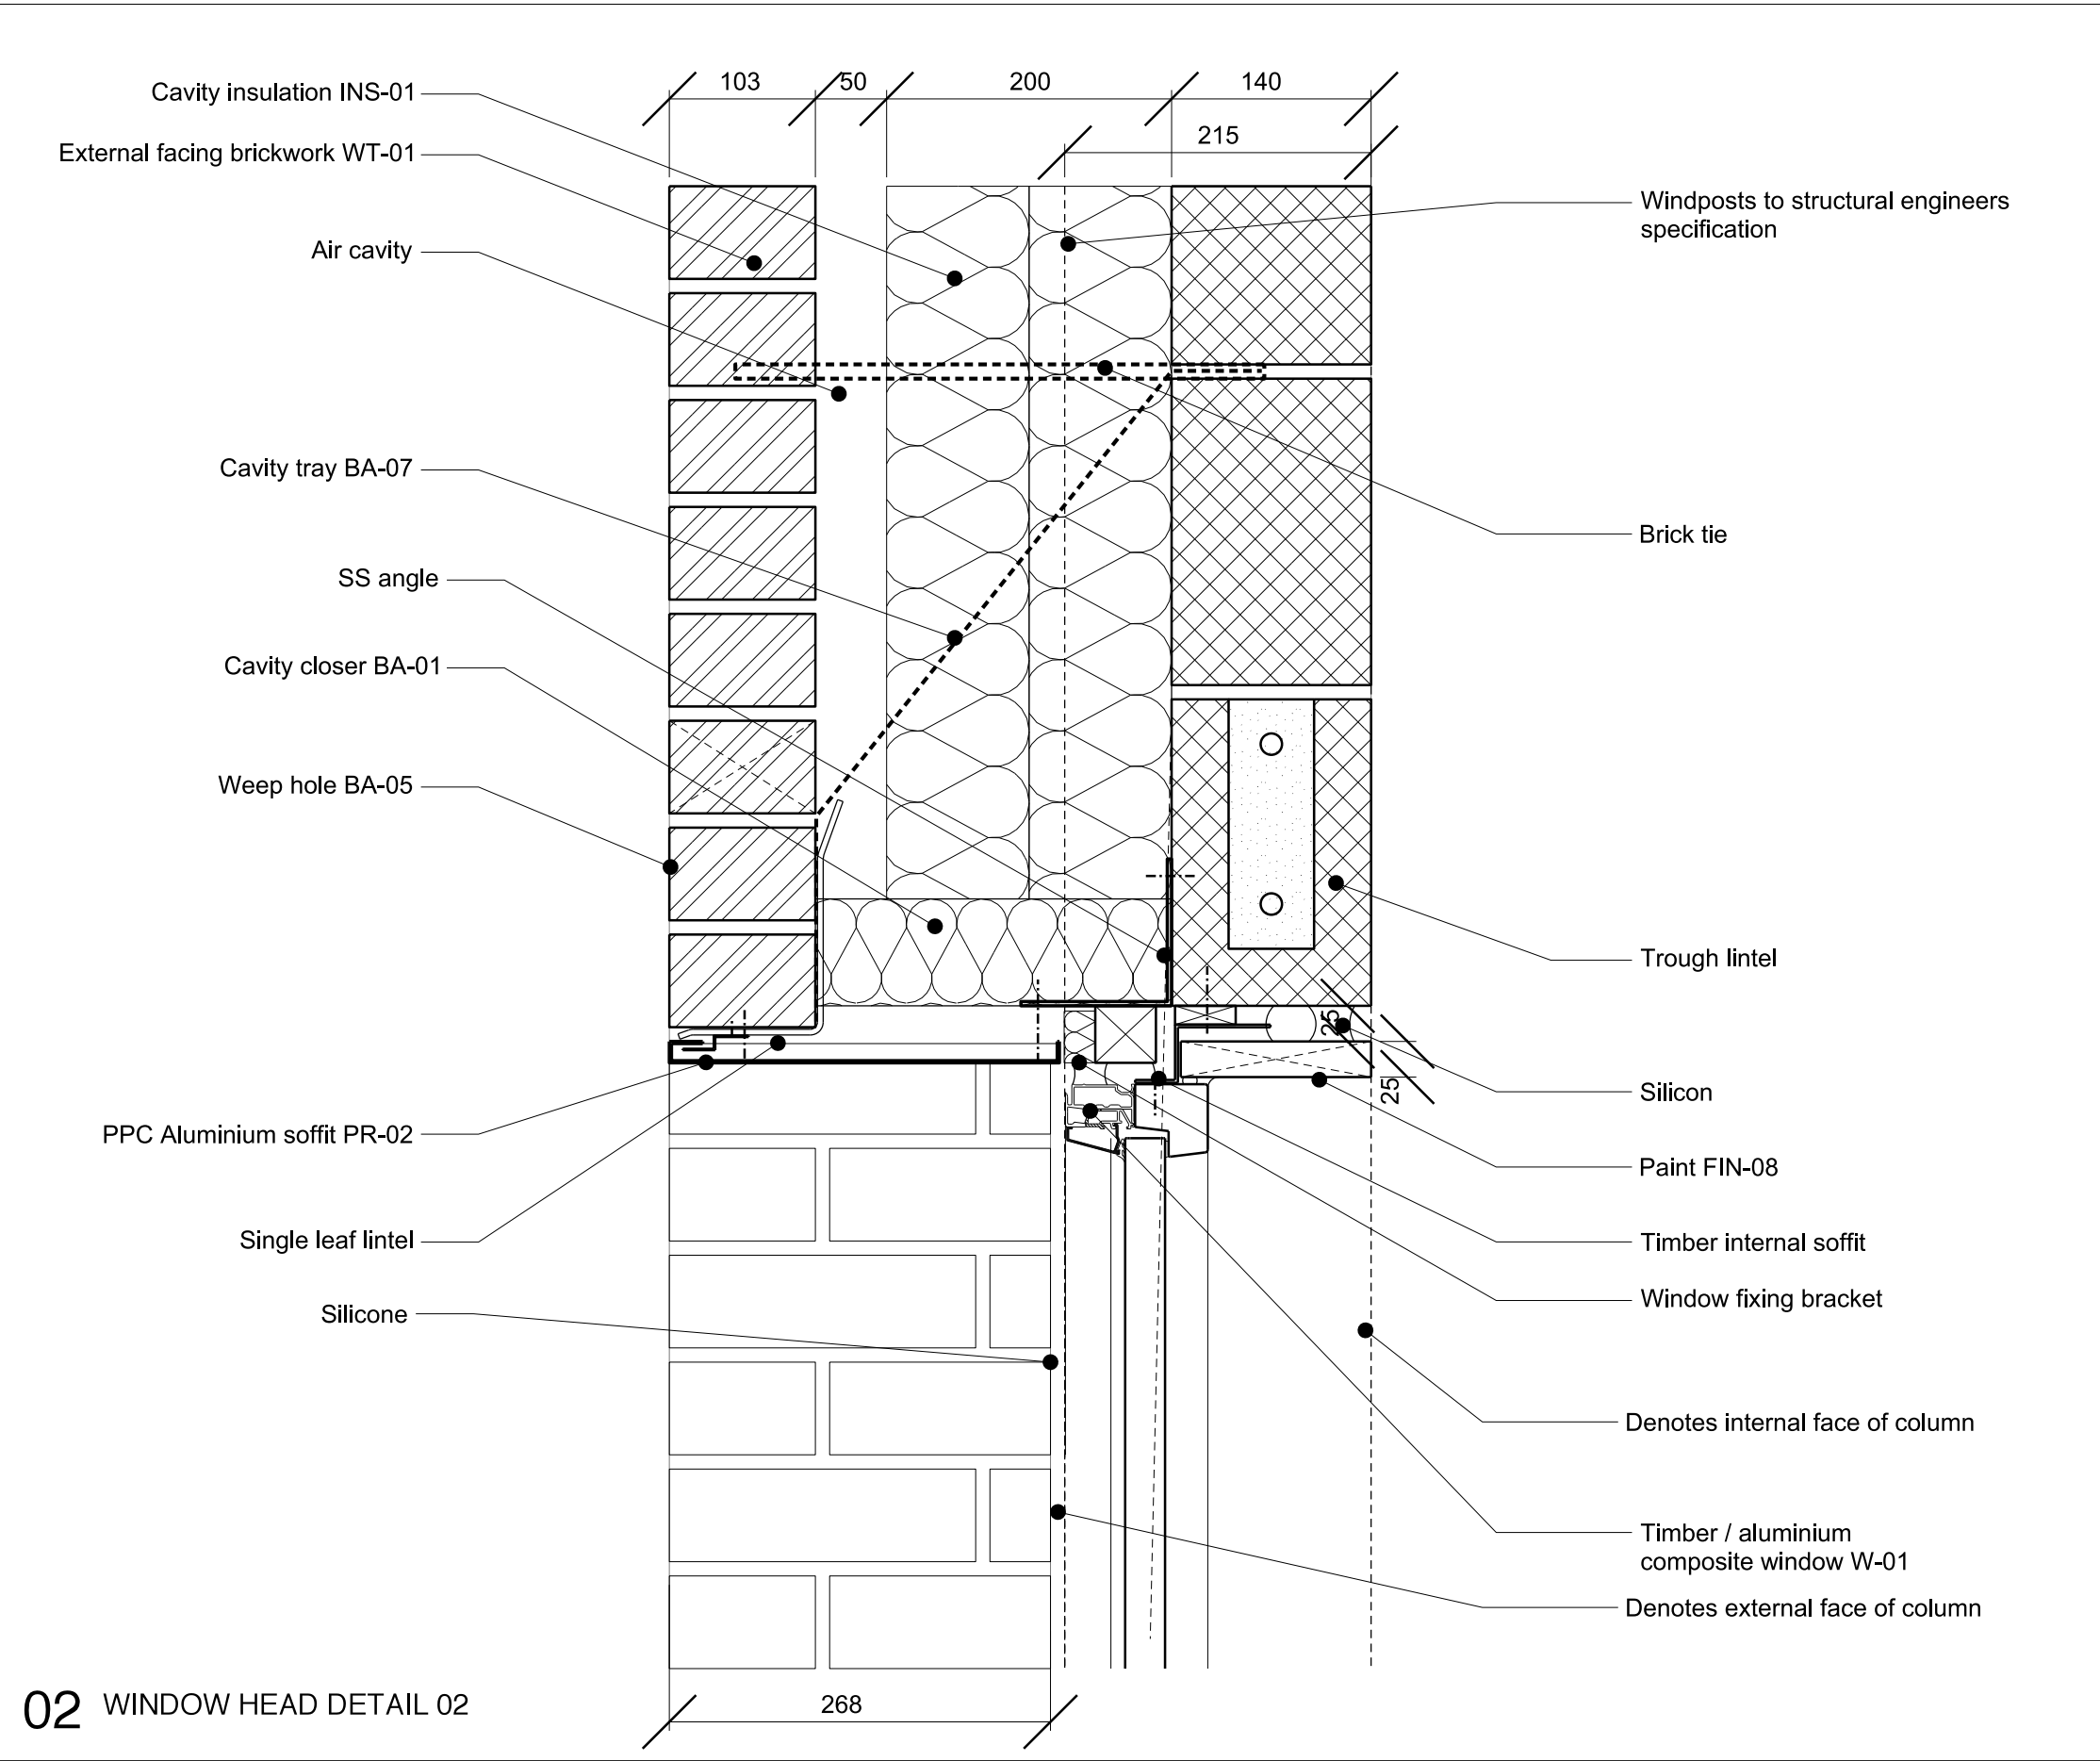 103
50
200
140
215
Cavity insulation INS-01
External facing brickwork WT-01
Air cavity
Cavity tray BA-07
SS angle
Cavity closer BA-01
Weep hole BA-05
PPC Aluminium soffit PR-02
Single leaf lintel
Silicone
Windposts to structural engineers
specification
Brick tie
Trough lintel
25
25
Silicon
Paint FIN-08
Timber internal soffit
Window fixing bracket
Denotes internal face of column
Timber / aluminium
composite window W-01
Denotes external face of column
268
02 WINDOW HEAD DETAIL 02